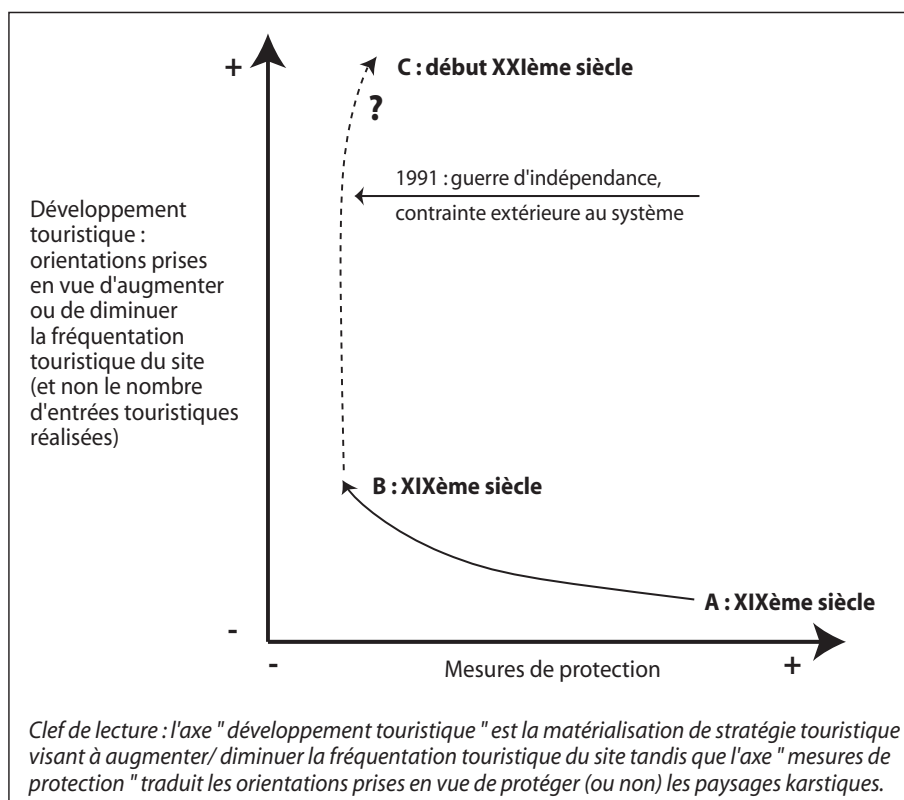 +
C : début XXIème siècle
?
1991 : guerre d'indépendance,
contrainte extérieure au système
Développement
touristique :
orientations prises
en vue d'augmenter
ou de diminuer
la fréquentation
touristique du site
(et non le nombre
d'entrées touristiques
réalisées)
B : XIXème siècle
A : XIXème siècle
-
-
Mesures de protection
+
Clef de lecture : l'axe " développement touristique " est la matérialisation de stratégie touristique
visant à augmenter/ diminuer la fréquentation touristique du site tandis que l'axe " mesures de
protection " traduit les orientations prises en vue de protéger (ou non) les paysages karstiques.